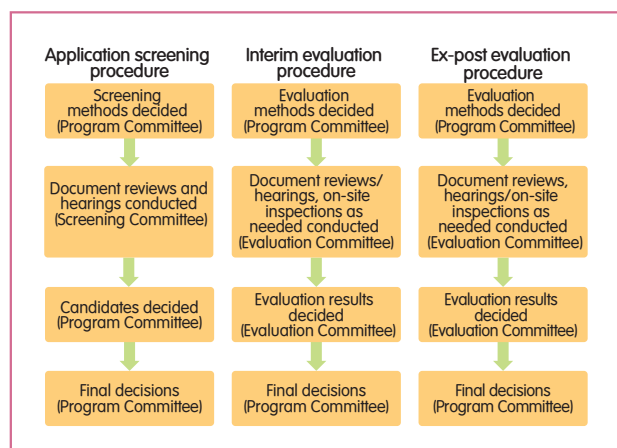 Application screening
procedure
Screening
methods decided
(Program Committee)
Document reviews and
hearings conducted
(Screening Committee)
Candidates decided
(Program Committee)
Final decisions
(Program Committee)
Interim evaluation
procedure
Evaluation
methods decided
(Program Committee)
Document reviews/
hearings, on-site
inspections as
needed conducted
(Evaluation Committee)
Evaluation results
decided
(Evaluation Committee)
Final decisions
(Program Committee)
Ex-post evaluation
procedure
Evaluation
methods decided
(Program Committee)
Document reviews,
hearings/on-site
inspections as
needed conducted
(Evaluation Committee)
Evaluation results
decided
(Evaluation Committee)
Final decisions
(Program Committee)